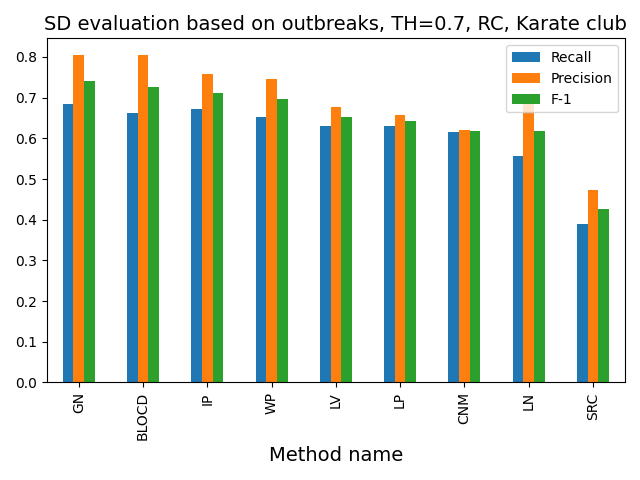 SD evaluation based on outbreaks, TH=0.7, RC, Karate club
Recall
Precision
F-1
0.8
0.7
0.6
0.5
0.4
0.3
0.2
0.1
0.0
GN
BLOCD
IP
WP
LV
LP
CNM
LN
SRC
Method name